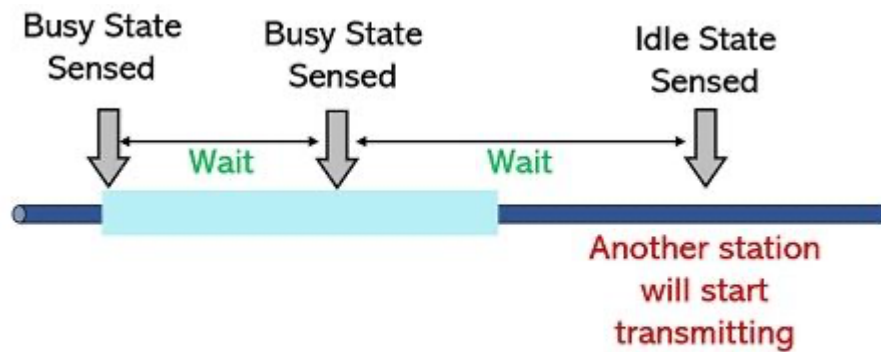 Busy State
Sensed
Busy State
Sensed
Idle State
Sensed
Wait
Wait
Another station
will start
transmitting